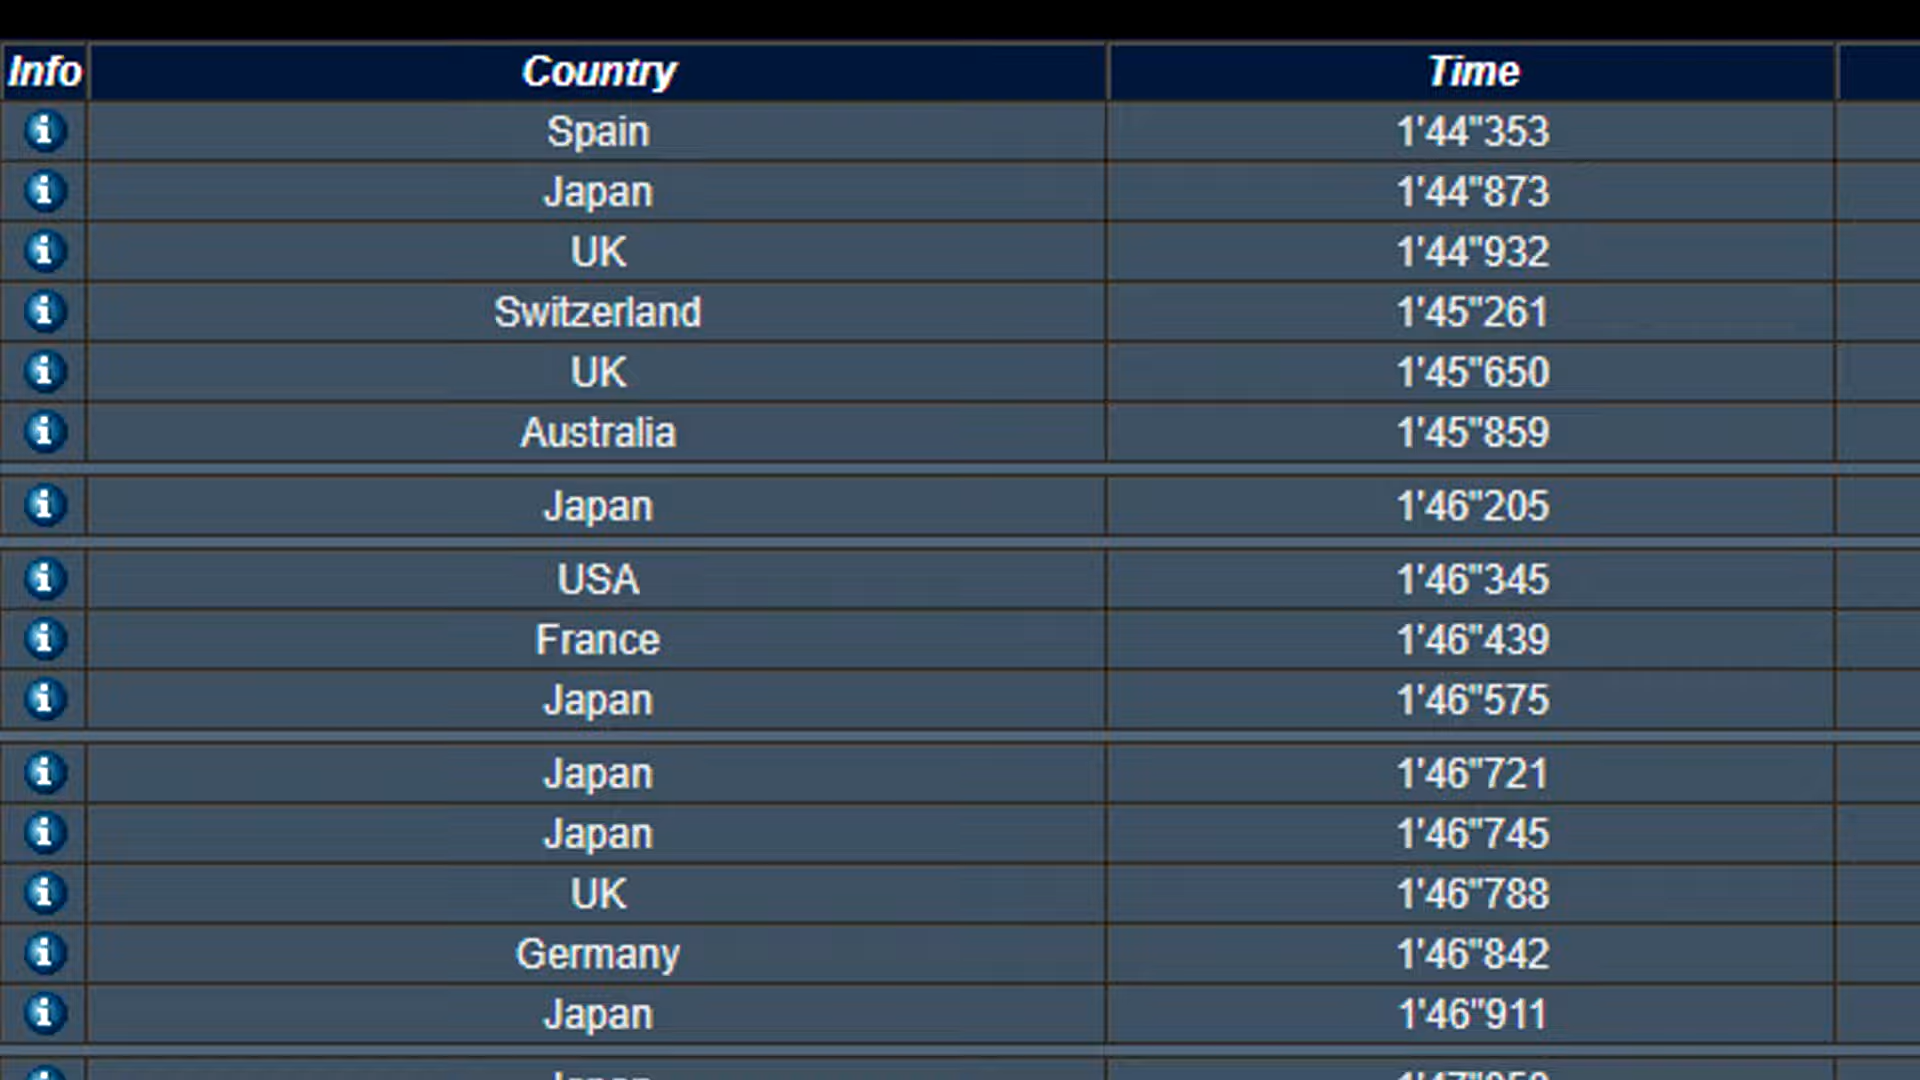 Info Country Time
Spain 1'44"353
Japan 1'44"873
UK 1'44"932
Switzerland 1'45"261
UK 1'45"650
Australia 1'45"859
Japan 1'46"205
USA 1'46"345
France 1'46"439
Japan 1'46"575
Japan 1'46"721
Japan 1'46"745
UK 1'46"788
Germany 1'46"842
Japan 1'46"911
Japan